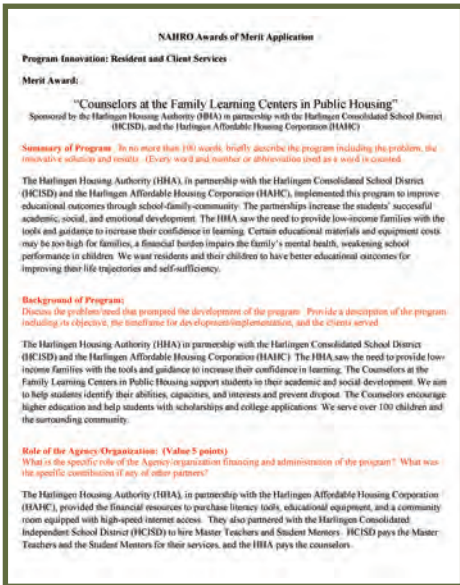 NAHRO Awards of Merit Application
Program Innovation: Resident and Client Services
Merit Award:
"Counselors at the Family Learning Centers in Public Housing"
Sponsored by the Harlingen Housing Authority (HHA) in partnership with the Harlingen Consolidated School District
(HCISD), and the Harlingen Affordable Housing Corporation (HAHC)
Summary of Program In no more than 100 words, briefly describe the program including the problem, the
innovative solution and results. (Every word and number or abbreviation used as a word is counted.
The Harlingen Housing Authority (HHA), in partnership with the Harlingen Consolidated School District
(HCISD) and the Harlingen Affordable Housing Corporation (HAHC), implemented this program to improve
educational outcomes through school-family-community. The partnerships increase the students' successful
academic, social, and emotional development. The HHA saw the need to provide low-income families with the
tools and guidance to increase their confidence in learning. Certain educational materials and equipment costs
may be too high for families, a financial burden impairs the family's mental health, weakening school
performance in children. We want residents and their children to have better educational outcomes for
improving their life trajectories and self-sufficiency.
Background of Program:
Discuss the problem/need that prompted the development of the program. Provide a description of the program
including its objective, the timeframe for development/implementation, and the clients served.
The Harlingen Housing Authority (HHA) in partnership with the Harlingen Consolidated School District
(HCISD) and the Harlingen Affordable Housing Corporation (HAHC) The HHA saw the need to provide low-
income families with the tools and guidance to increase their confidence in learning. The Counselors at the
Family Learning Centers in Public Housing support students in their academic and social development. We aim
to help students identify their abilities, capacities, and interests and prevent dropout. The Counselors encourage
higher education and help students with scholarships and college applications. We serve over 100 children and
the surrounding community.
Role of the Agency/Organization: (Value 5 points)
What is the specific role of the Agency/organization financing and administration of the program? What was
the specific contribution if any of other partners?
The Harlingen Housing Authority (HHA), in partnership with the Harlingen Affordable Housing Corporation
(HAHC), provided the financial resources to purchase literacy tools, educational equipment, and a community
room equipped with high-speed internet access. They also partnered with the Harlingen Consolidated
Independent School District (HCISD) to hire Master Teachers and Student Mentors. HCISD pays the Master
Teachers and the Student Mentors for their services, and the HHA pays the counselors.